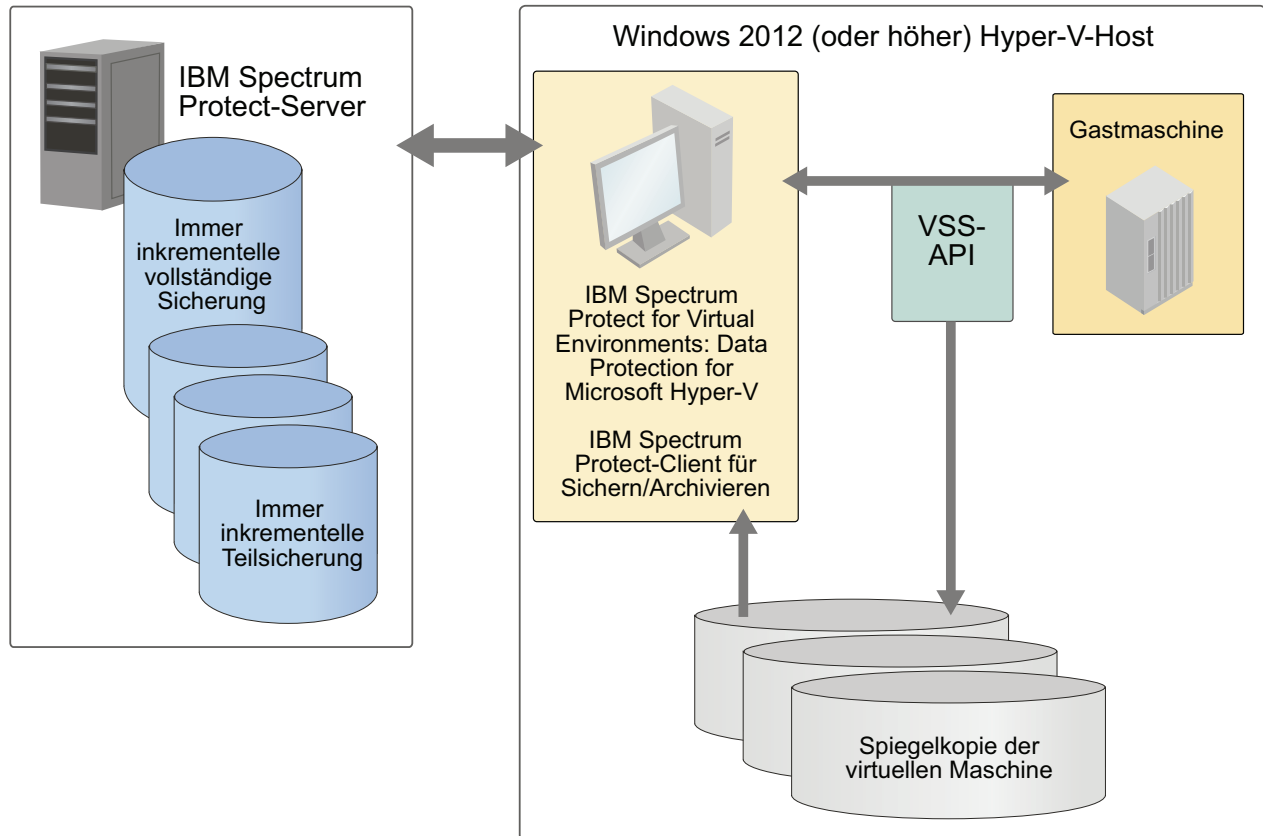 IBM Spectrum
Protect-Server
Immer
inkrementelle
vollständige
Sicherung
Immer
inkrementelle
Teilsicherung
Windows 2012 (oder höher) Hyper-V-Host
IBM Spectrum
Protect for Virtual
Environments: Data
Protection for
Microsoft Hyper-V
IBM Spectrum
Protect-Client für
Sichern/Archivieren
VSS-
API
Gastmaschine
Spiegelkopie der
virtuellen Maschine